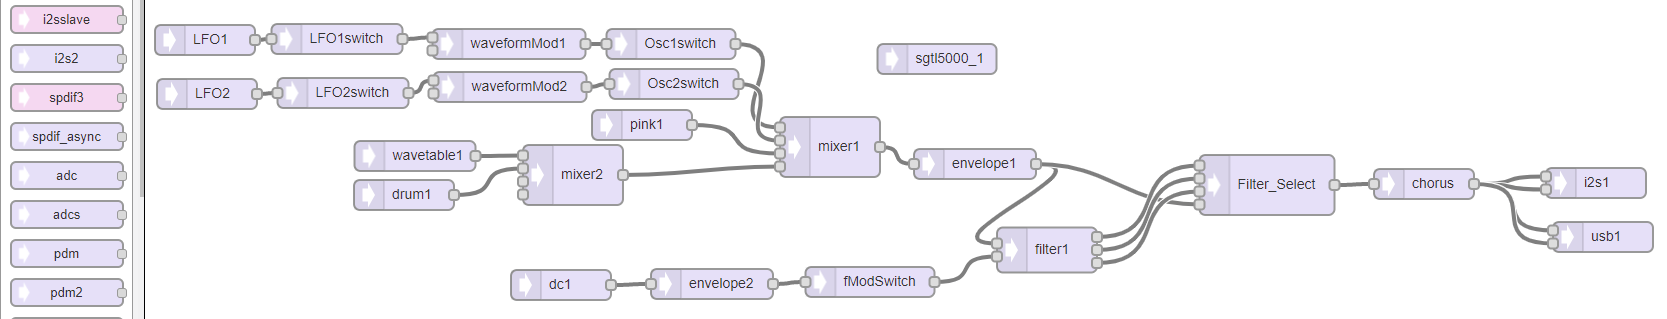 i2sslave
i2s2
spdif3
spdif_async
adc
adcs
pdm
pdm2
LFO1
LFO1switch
waveformMod1
Osc1switch
sgtl5000_1
LFO2
LFO2switch
waveformMod2
Osc2switch
pink1
wavetable1
drum1
mixer2
mixer1
envelope1
Filter_Select
chorus
i2s1
usb1
filter1
dc1
envelope2
fModSwitch